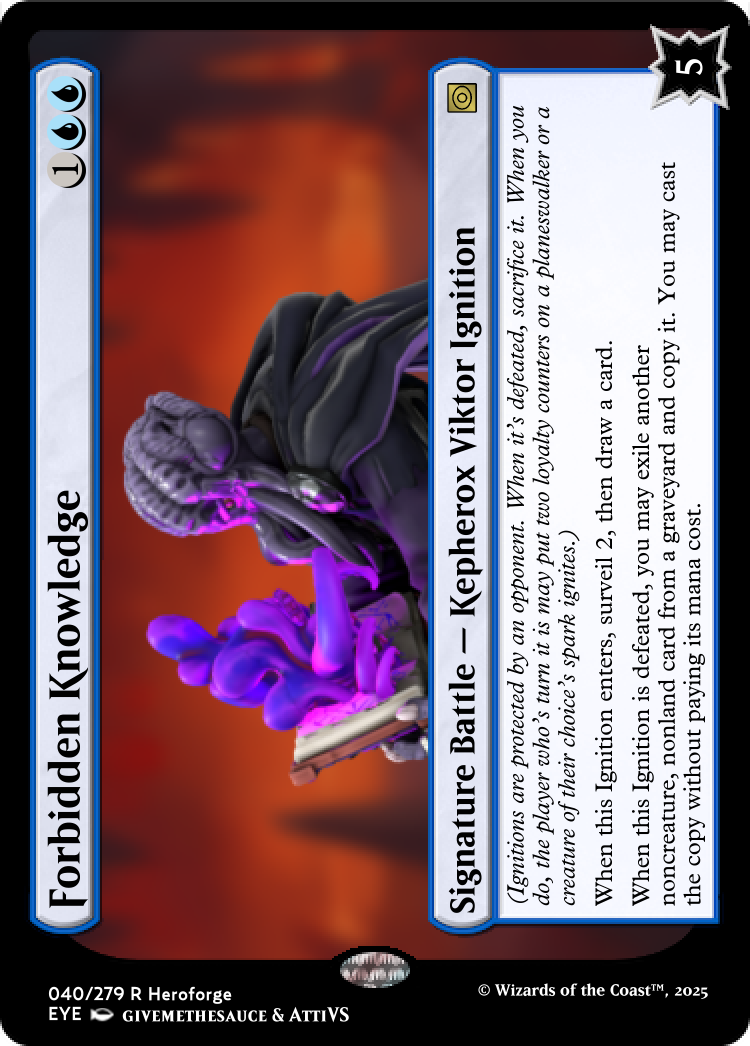 Forbidden Knowledge 1
Signature Battle – Kepherox Viktor Ignition
5
(Ignitions are protected by an opponent. When it's defeated, sacrifice it. When you
do, the player who's turn it is may put two loyalty counters on a planeswalker or a
creature of their choice's spark ignites.)
When this Ignition enters, surveil 2, then draw a card.
When this Ignition is defeated, you may exile another
noncreature, nonland card from a graveyard and copy it. You may cast
the copy without paying its mana cost.
040/279 R Heroforge
EYE GIVEMETHESAUCE & ATTIVS
© Wizards of the Coast™, 2025